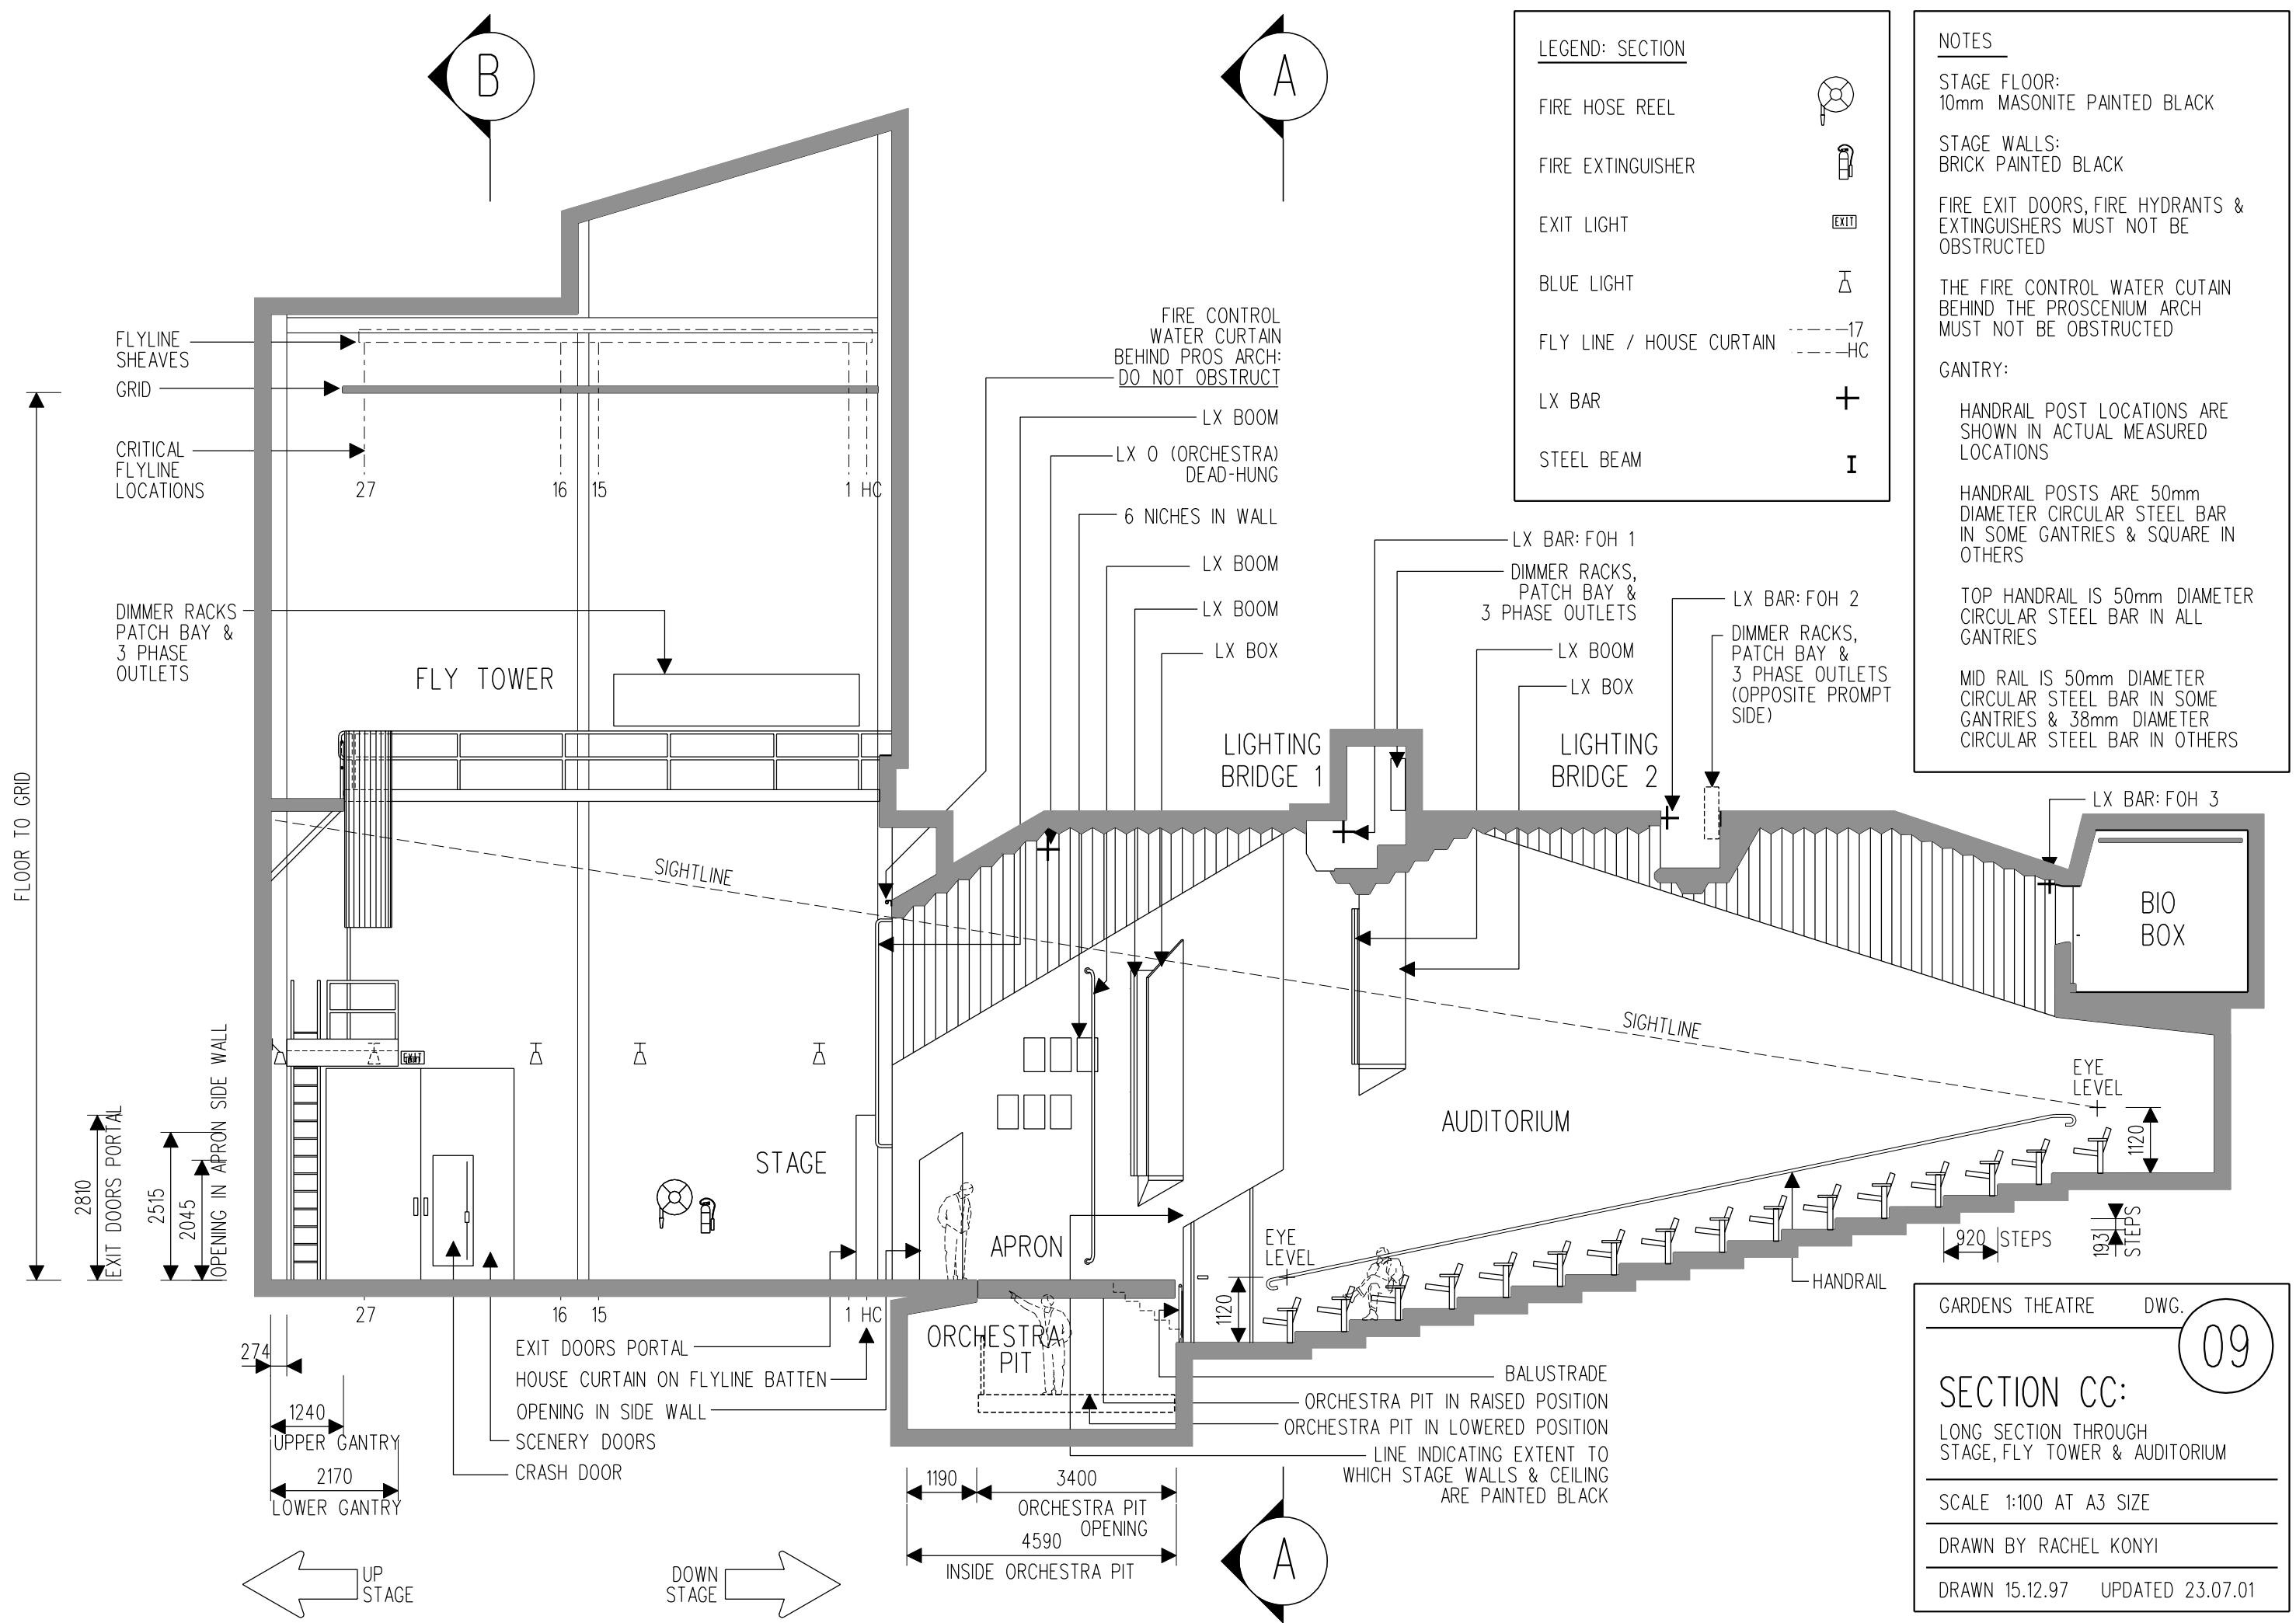 B
A
LEGEND: SECTION
FIRE HOSE REEL
FIRE EXTINGUISHER
EXIT LIGHT
EXIT
BLUE LIGHT
FLY LINE / HOUSE CURTAIN
17
HC
LX BAR
STEEL BEAM
NOTES
STAGE FLOOR:
10mm MASONITE PAINTED BLACK
STAGE WALLS:
BRICK PAINTED BLACK
FIRE EXIT DOORS, FIRE HYDRANTS &
EXTINGUISHERS MUST NOT BE
OBSTRUCTED
THE FIRE CONTROL WATER CUTAIN
BEHIND THE PROSCENIUM ARCH
MUST NOT BE OBSTRUCTED
GANTRY:
HANDRAIL POST LOCATIONS ARE
SHOWN IN ACTUAL MEASURED
LOCATIONS
HANDRAIL POSTS ARE 50mm
DIAMETER CIRCULAR STEEL BAR
IN SOME GANTRIES & SQUARE IN
OTHERS
TOP HANDRAIL IS 50mm DIAMETER
CIRCULAR STEEL BAR IN ALL
GANTRIES
MID RAIL IS 50mm DIAMETER
CIRCULAR STEEL BAR IN SOME
GANTRIES & 38mm DIAMETER
CIRCULAR STEEL BAR IN OTHERS
FLYLINE
SHEAVES
GRID
CRITICAL
FLYLINE
LOCATIONS
27
16
15
1
HC
DIMMER RACKS
PATCH BAY &
3 PHASE
OUTLETS
FLY TOWER
FLOOR TO GRID
FIRE CONTROL
WATER CURTAIN
BEHIND PROS ARCH:
DO NOT OBSTRUCT
LX BOOM
LX O (ORCHESTRA)
DEAD-HUNG
6 NICHES IN WALL
LX BOOM
LX BOOM
LX BOX
LX BAR: FOH 1
DIMMER RACKS,
PATCH BAY &
3 PHASE OUTLETS
LX BOOM
LX BOX
LX BAR: FOH 2
DIMMER RACKS,
PATCH BAY &
3 PHASE OUTLETS
(OPPOSITE PROMPT
SIDE)
LIGHTING
BRIDGE 1
LIGHTING
BRIDGE 2
LX BAR: FOH 3
BIO
BOX
SIGHTLINE
SIGHTLINE
EYE
LEVEL
1120
AUDITORIUM
STAGE
APRON
EYE
LEVEL
1120
920 STEPS
193
STEPS
HANDRAIL
2810
EXIT DOORS PORTAL
2515
2045
OPENING IN APRON SIDE WALL
27
16
15
1
HC
274
1240
UPPER GANTRY
2170
LOWER GANTRY
EXIT DOORS PORTAL
HOUSE CURTAIN ON FLYLINE BATTEN
OPENING IN SIDE WALL
SCENERY DOORS
CRASH DOOR
ORCHESTRA
PIT
BALUSTRADE
ORCHESTRA PIT IN RAISED POSITION
ORCHESTRA PIT IN LOWERED POSITION
LINE INDICATING EXTENT TO
WHICH STAGE WALLS & CEILING
ARE PAINTED BLACK
1190
3400
ORCHESTRA PIT
OPENING
4590
INSIDE ORCHESTRA PIT
UP
STAGE
DOWN
STAGE
A
GARDENS THEATRE DWG.
09
SECTION CC:
LONG SECTION THROUGH
STAGE, FLY TOWER & AUDITORIUM
SCALE 1:100 AT A3 SIZE
DRAWN BY RACHEL KONYI
DRAWN 15.12.97 UPDATED 23.07.01